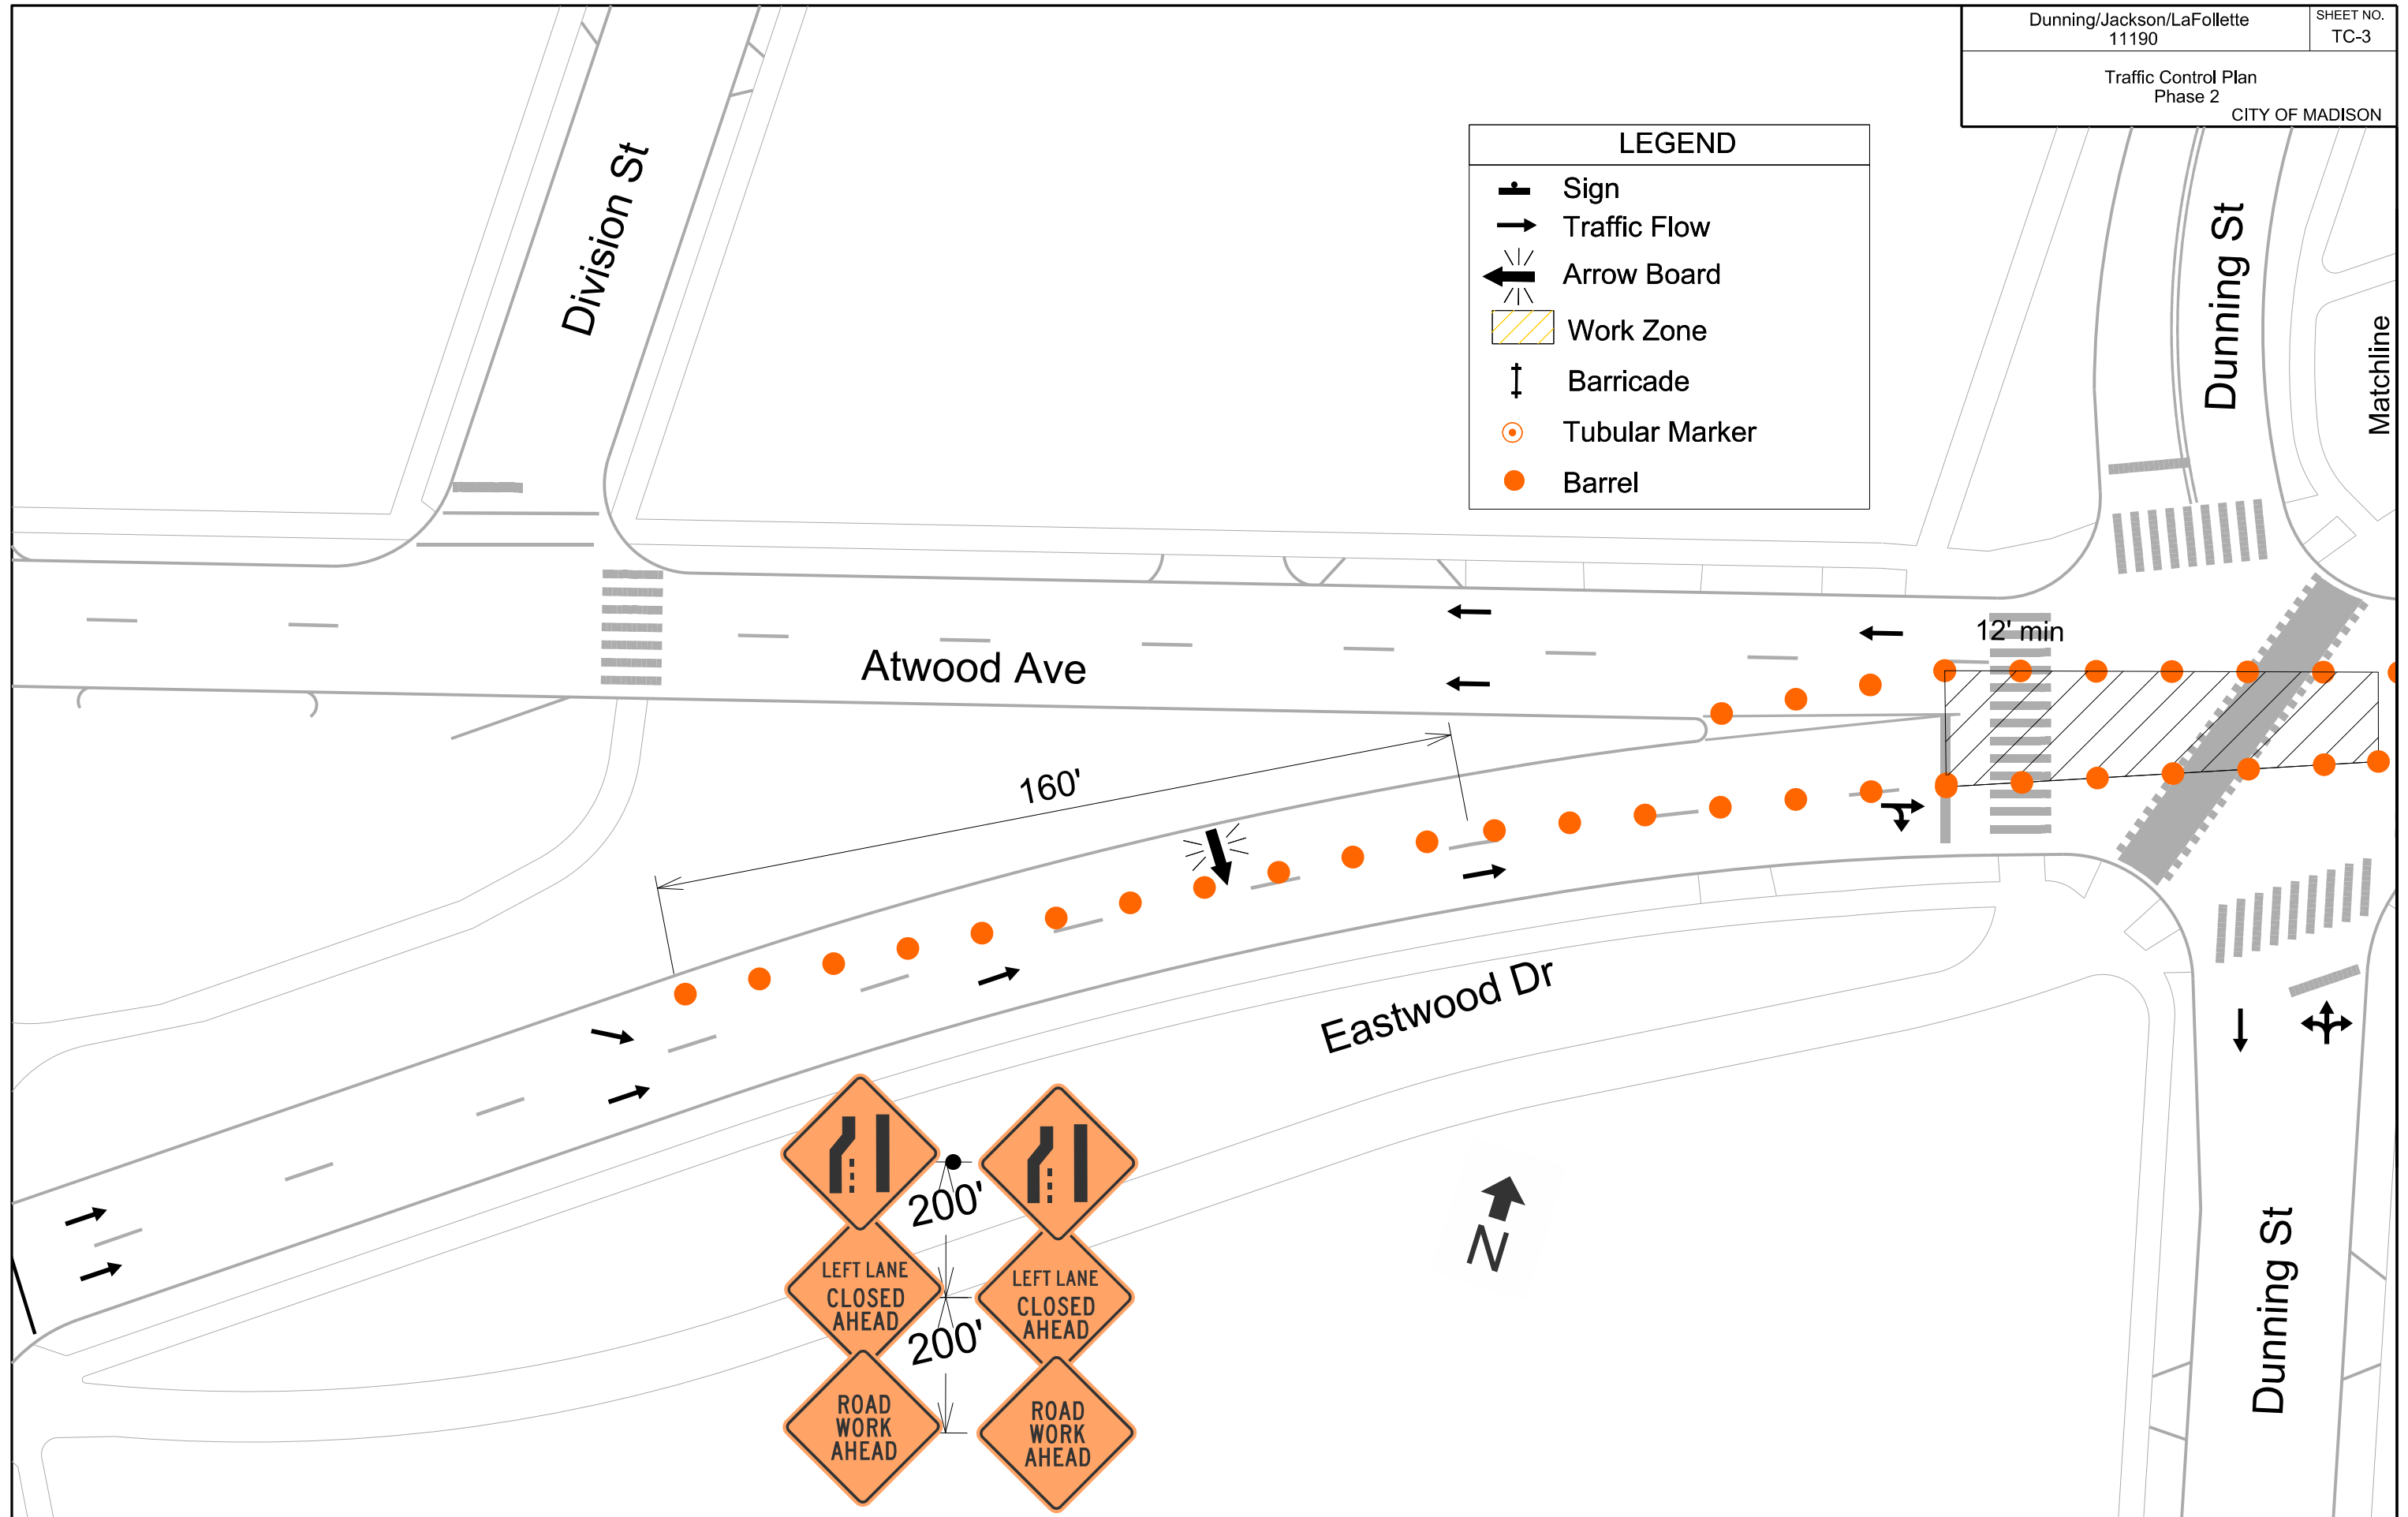 Dunning/Jackson/LaFollette
11190
SHEET NO.
TC-3
Traffic Control Plan
Phase 2
CITY OF MADISON
LEGEND
Sign
Traffic Flow
Arrow Board
Work Zone
Barricade
Tubular Marker
Barrel
Division St
Dunning St
Matchline
12' min
Atwood Ave
160'
Eastwood Dr
200'
LEFT LANE
CLOSED
AHEAD
LEFT LANE
CLOSED
AHEAD
200'
ROAD
WORK
AHEAD
ROAD
WORK
AHEAD
N
Dunning St